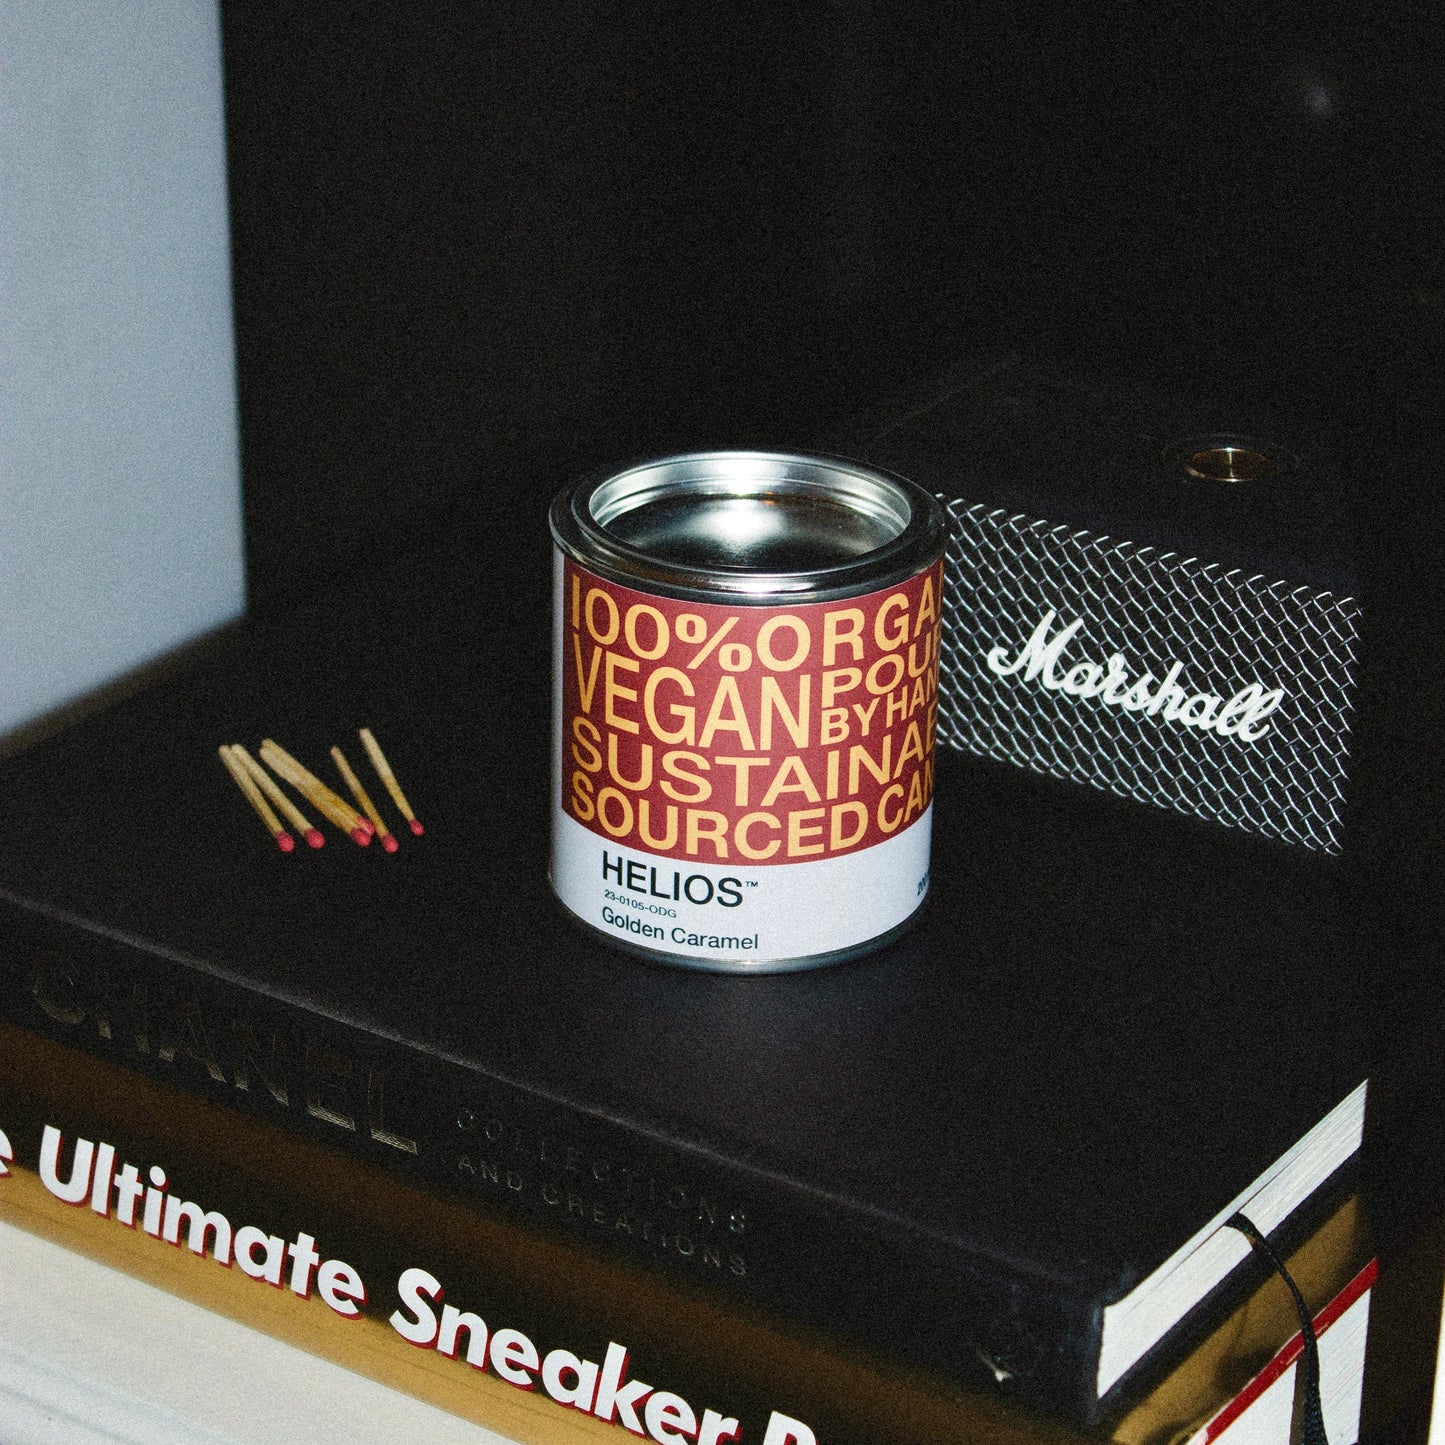 100% ORGA
VEGAN POU
BY HAN
SUSTAINA
SOURCED CA
HELIOS™
23-0105-ODG
Golden Caramel
200
Marshall
CHANEL COLLECTIONS
AND CREATIONS
e Ultimate Sneaker B